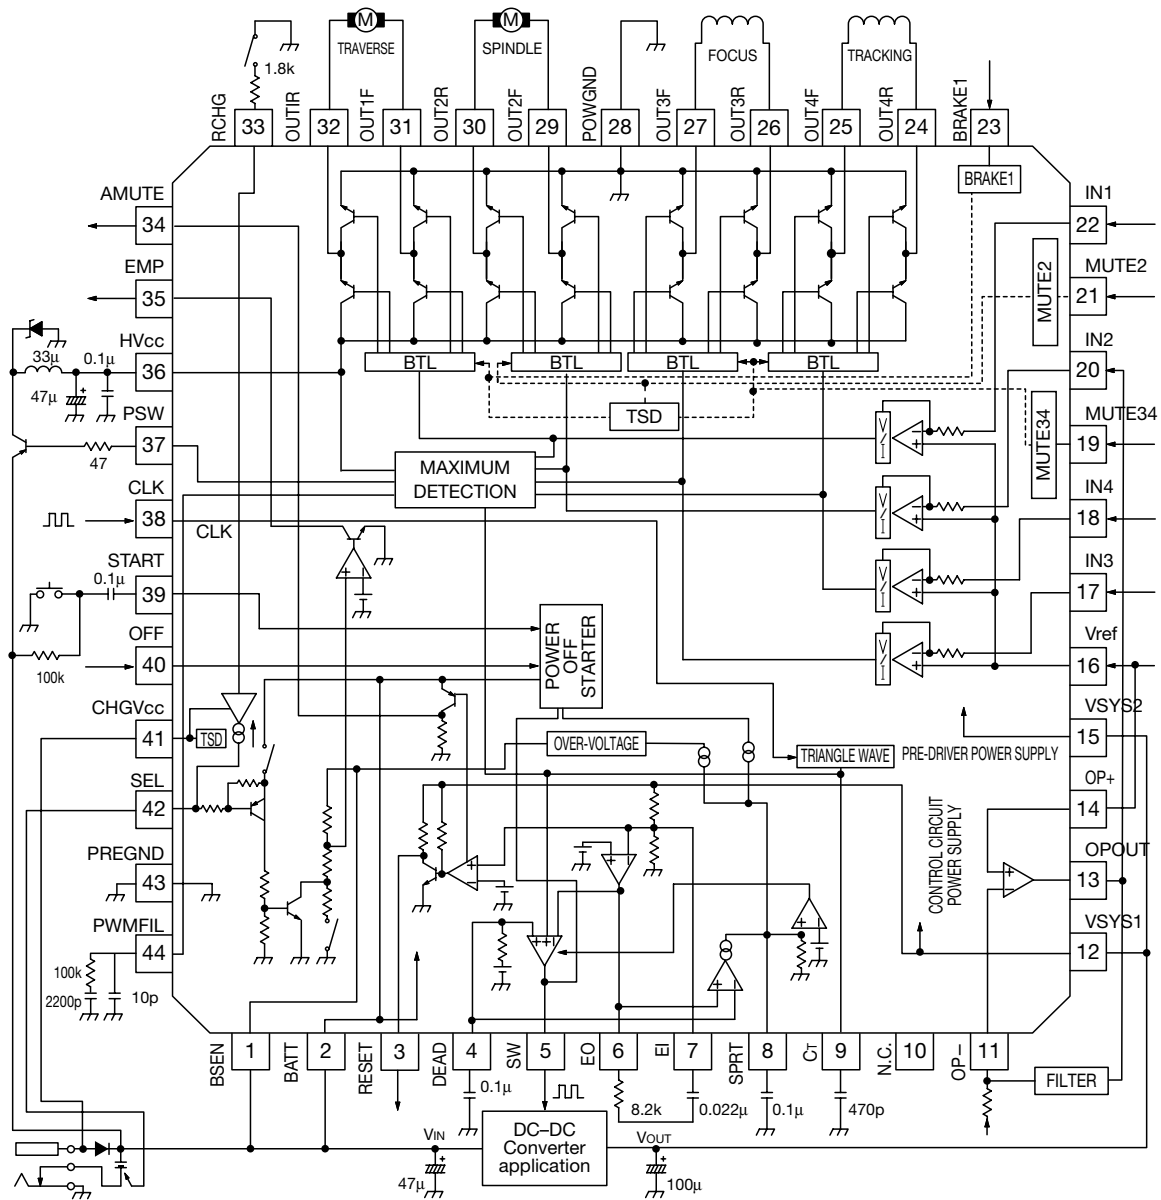 M
M
TRAVERSE
SPINDLE
FOCUS
TRACKING
1.8k
RCHG
OUTIR
OUT1F
OUT2R
OUT2F
POWGND
OUT3F
OUT3R
OUT4F
OUT4R
BRAKE1
33
32
31
30
29
28
27
26
25
24
23
BRAKE1
AMUTE
34
EMP
35
HVcc
36
33μ
0.1μ
47μ
PSW
37
47
CLK
38
CLK
START
39
0.1μ
OFF
40
100k
CHGVcc
41
TSD
SEL
42
PREGND
43
PWMFIL
44
100k
2200p
10p
IN1
22
MUTE2
21
MUTE2
IN2
20
MUTE34
19
MUTE34
IN4
18
IN3
17
Vref
16
VSYS2
15
PRE-DRIVER POWER SUPPLY
OP+
14
OPOUT
13
VSYS1
12
CONTROL CIRCUIT
POWER SUPPLY
BTL
BTL
BTL
BTL
TSD
MAXIMUM
DETECTION
V/I
− +
V/I
− +
V/I
− +
V/I
− +
+ −
POWER
OFF
STARTER
OVER-VOLTAGE
TRIANGLE WAVE
− +
+ −
+ −
+ −
+ + −
+ −
+ −
1
2
3
4
5
6
7
8
9
10
11
BSEN
BATT
RESET
DEAD
SW
EO
EI
SPRT
CT
N.C.
OP−
0.1μ
8.2k
0.022μ
0.1μ
470p
FILTER
VIN
DC–DC
Converter
application
VOUT
47μ
100μ